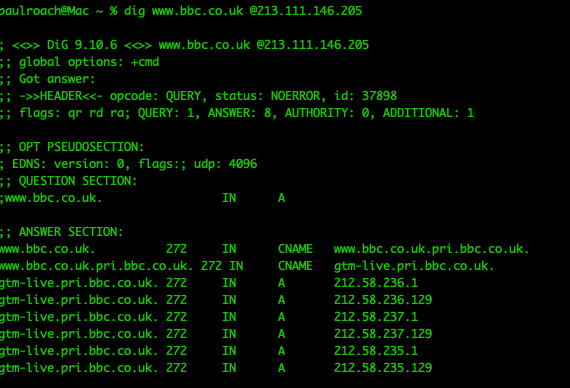 paulroach@Mac ~ % dig www.bbc.co.uk @213.111.146.205
; <<>> DiG 9.10.6 <<>> www.bbc.co.uk @213.111.146.205
;; global options: +cmd
;; Got answer:
;; ->>HEADER<<- opcode: QUERY, status: NOERROR, id: 37898
;; flags: qr rd ra; QUERY: 1, ANSWER: 8, AUTHORITY: 0, ADDITIONAL: 1
;; OPT PSEUDOSECTION:
; EDNS: version: 0, flags:; udp: 4096
;; QUESTION SECTION:
;www.bbc.co.uk. IN A
;; ANSWER SECTION:
www.bbc.co.uk. 272 IN CNAME www.bbc.co.uk.pri.bbc.co.uk.
www.bbc.co.uk.pri.bbc.co.uk. 272 IN CNAME gtm-live.pri.bbc.co.uk.
gtm-live.pri.bbc.co.uk. 272 IN A 212.58.236.1
gtm-live.pri.bbc.co.uk. 272 IN A 212.58.236.129
gtm-live.pri.bbc.co.uk. 272 IN A 212.58.237.1
gtm-live.pri.bbc.co.uk. 272 IN A 212.58.237.129
gtm-live.pri.bbc.co.uk. 272 IN A 212.58.235.1
gtm-live.pri.bbc.co.uk. 272 IN A 212.58.235.129